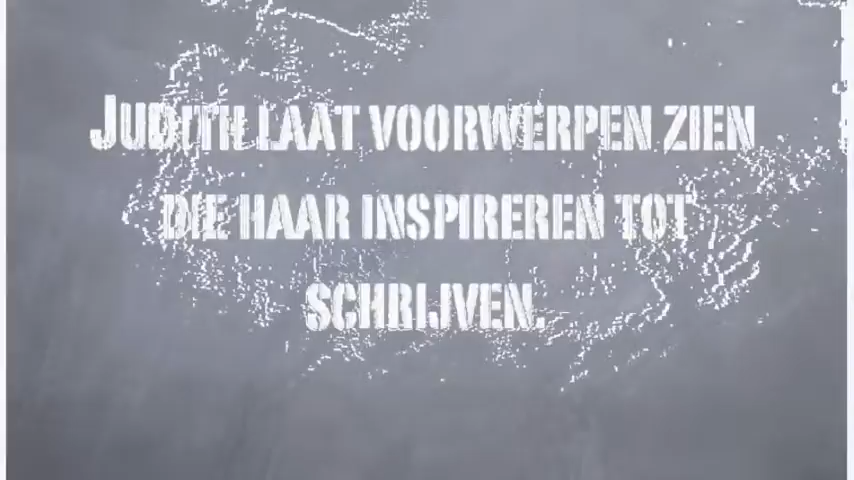 Judith laat voorwerpen zien
die haar inspireren tot
schrijven.